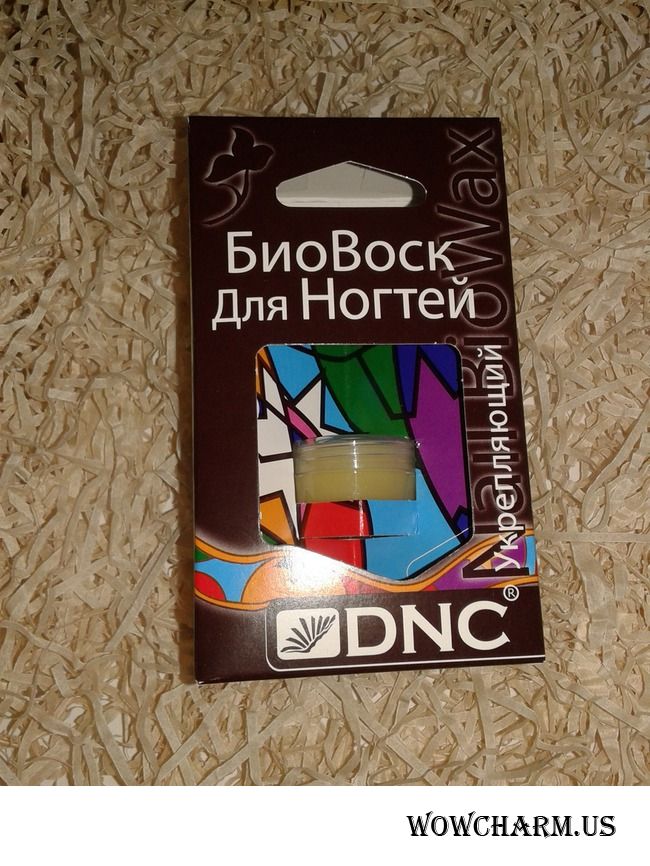 БиоВоск
Для Ногтей
Nail BioWax
укрепляющий
DNC®
WOWCHARM.US